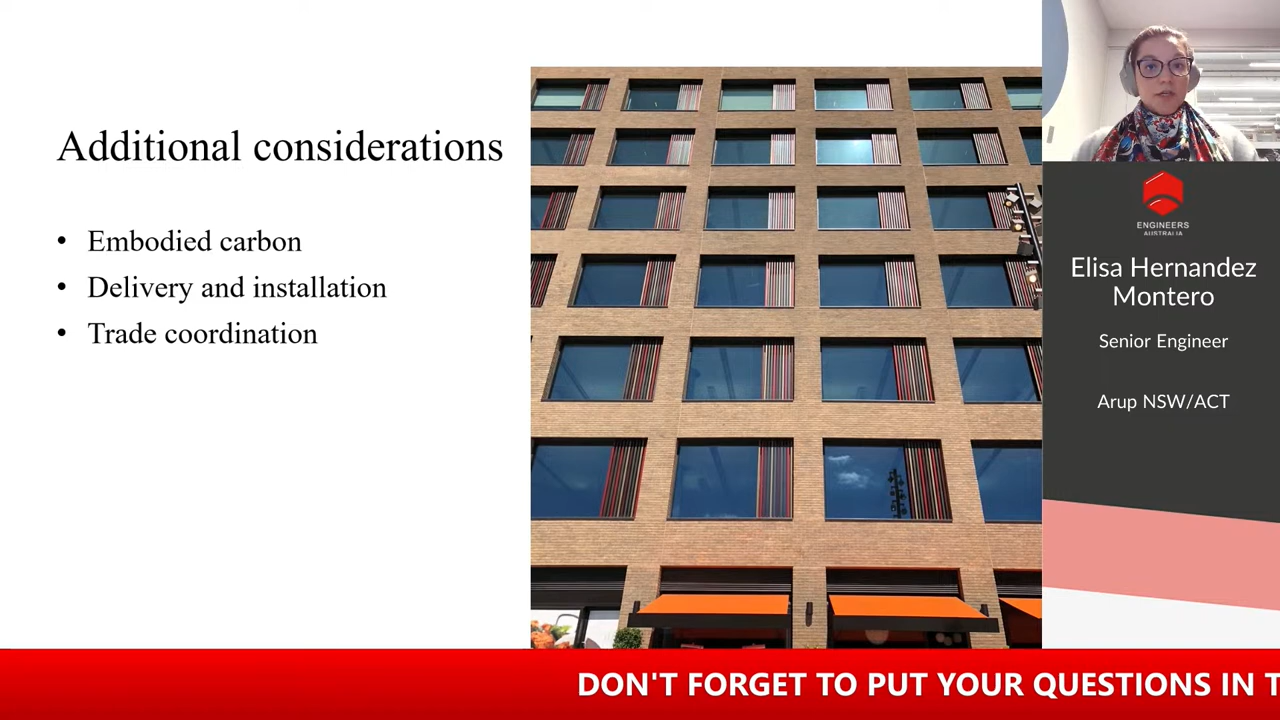 Additional considerations
• Embodied carbon
• Delivery and installation
• Trade coordination
ENGINEERS
AUSTRALIA
Elisa Hernandez
Montero
Senior Engineer
Arup NSW/ACT
DON'T FORGET TO PUT YOUR QUESTIONS IN T